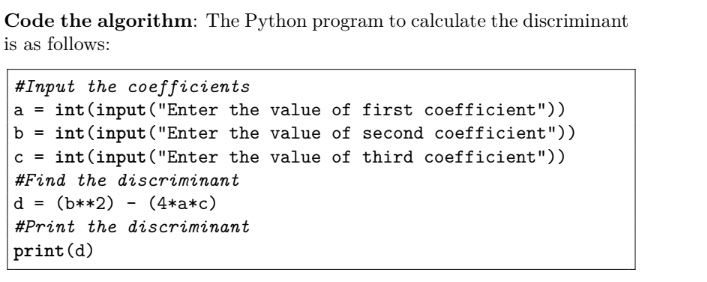 Code the algorithm: The Python program to calculate the discriminant
is as follows:
#Input the coefficients
a = int(input("Enter the value of first coefficient"))
b = int(input("Enter the value of second coefficient"))
c = int(input("Enter the value of third coefficient"))
#Find the discriminant
d = (b**2) - (4*a*c)
#Print the discriminant
print(d)